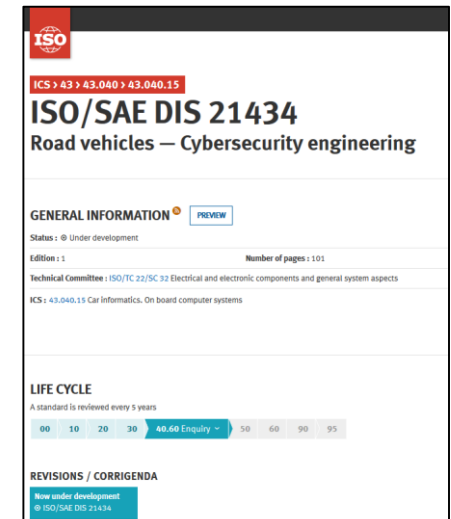 ISO
ICS > 43 > 43.040 > 43.040.15
ISO/SAE DIS 21434
Road vehicles — Cybersecurity engineering
GENERAL INFORMATION PREVIEW
Status : Under development
Edition : 1 Number of pages : 101
Technical Committee : ISO/TC 22/SC 32 Electrical and electronic components and general system aspects
ICS : 43.040.15 Car informatics. On board computer systems
LIFE CYCLE
A standard is reviewed every 5 years
00 10 20 30 40.60 Enquiry 50 60 90 95
REVISIONS / CORRIGENDA
Now under development
ISO/SAE DIS 21434